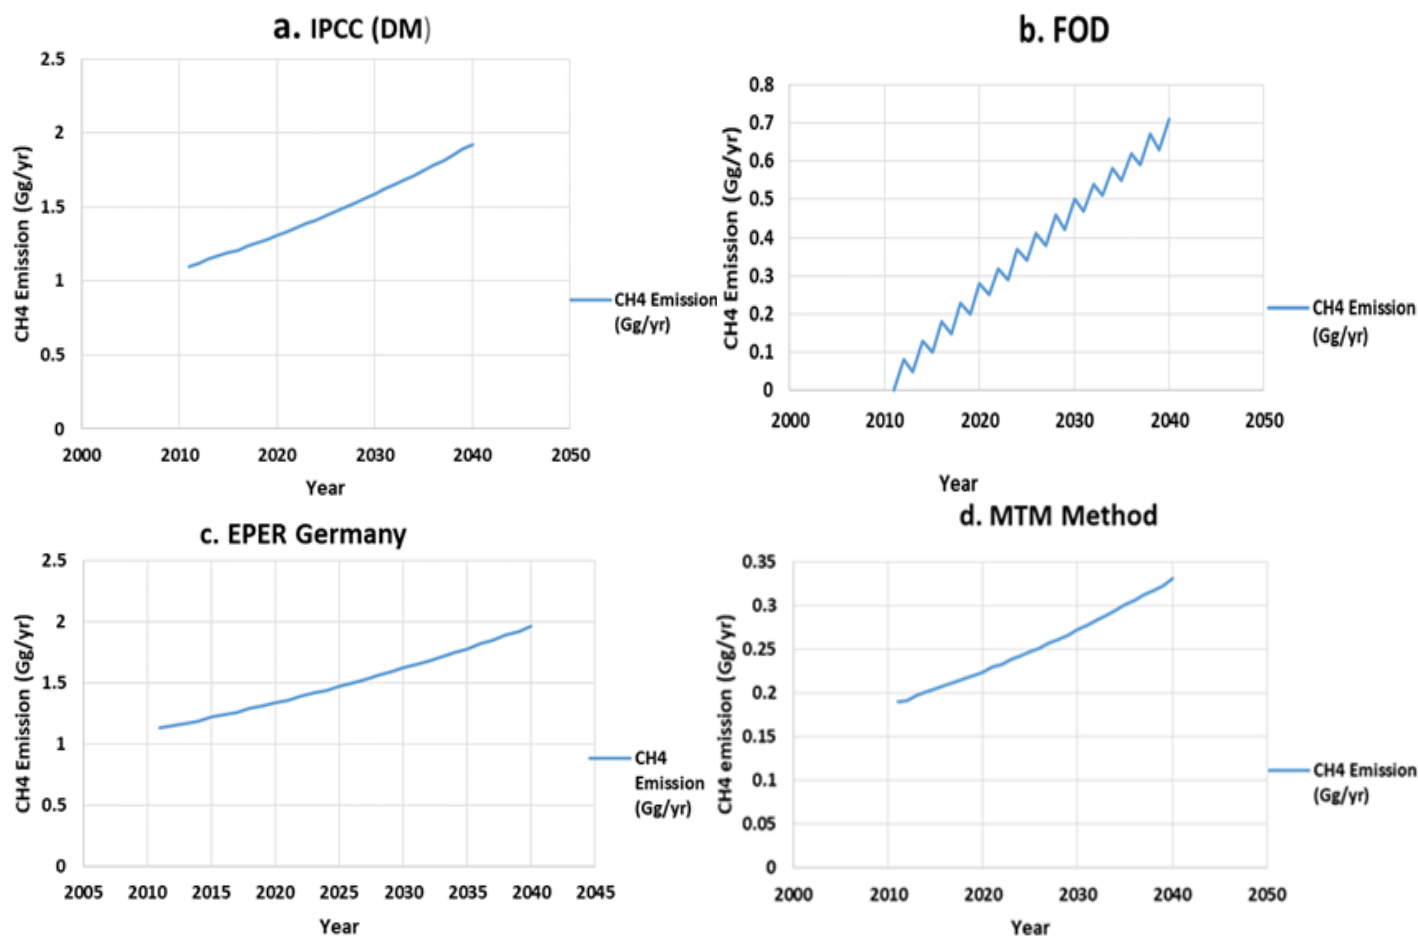 a. IPCC (DM)
2.5
2
1.5
1
0.5
0
2000 2010 2020 2030 2040 2050
CH4 Emission (Gg/yr)
Year
CH4 Emission
(Gg/yr)
b. FOD
0.8
0.7
0.6
0.5
0.4
0.3
0.2
0.1
0
2000 2010 2020 2030 2040 2050
CH4 Emission (Gg/yr)
Year
CH4 Emission
(Gg/yr)
c. EPER Germany
2.5
2
1.5
1
0.5
0
2005 2010 2015 2020 2025 2030 2035 2040 2045
CH4 Emission (Gg/yr)
Year
CH4
Emission
(Gg/yr)
d. MTM Method
0.35
0.3
0.25
0.2
0.15
0.1
0.05
0
2000 2010 2020 2030 2040 2050
CH4 emission (Gg/yr)
Year
CH4 Emission
(Gg/yr)